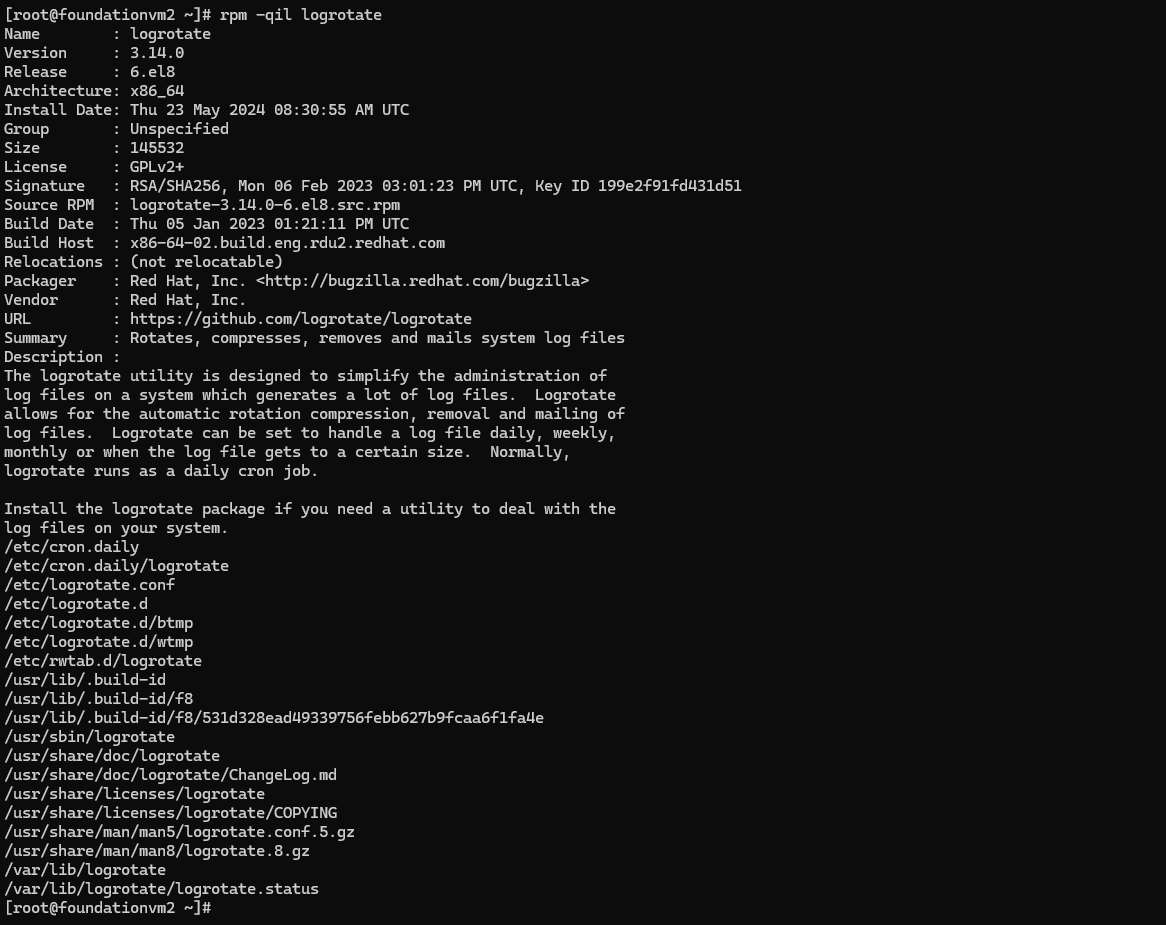 [root@foundationvm2 ~]# rpm -qil logrotate
Name        : logrotate
Version     : 3.14.0
Release     : 6.el8
Architecture: x86_64
Install Date: Thu 23 May 2024 08:30:55 AM UTC
Group       : Unspecified
Size        : 145532
License     : GPLv2+
Signature   : RSA/SHA256, Mon 06 Feb 2023 03:01:23 PM UTC, Key ID 199e2f91fd431d51
Source RPM  : logrotate-3.14.0-6.el8.src.rpm
Build Date  : Thu 05 Jan 2023 01:21:11 PM UTC
Build Host  : x86-64-02.build.eng.rdu2.redhat.com
Relocations : (not relocatable)
Packager    : Red Hat, Inc. <http://bugzilla.redhat.com/bugzilla>
Vendor      : Red Hat, Inc.
URL         : https://github.com/logrotate/logrotate
Summary     : Rotates, compresses, removes and mails system log files
Description :
The logrotate utility is designed to simplify the administration of
log files on a system which generates a lot of log files.  Logrotate
allows for the automatic rotation compression, removal and mailing of
log files.  Logrotate can be set to handle a log file daily, weekly,
monthly or when the log file gets to a certain size.  Normally,
logrotate runs as a daily cron job.

Install the logrotate package if you need a utility to deal with the
log files on your system.
/etc/cron.daily
/etc/cron.daily/logrotate
/etc/logrotate.conf
/etc/logrotate.d
/etc/logrotate.d/btmp
/etc/logrotate.d/wtmp
/etc/rwtab.d/logrotate
/usr/lib/.build-id
/usr/lib/.build-id/f8
/usr/lib/.build-id/f8/531d328ead49339756febb627b9fcaa6f1fa4e
/usr/sbin/logrotate
/usr/share/doc/logrotate
/usr/share/doc/logrotate/ChangeLog.md
/usr/share/licenses/logrotate
/usr/share/licenses/logrotate/COPYING
/usr/share/man/man5/logrotate.conf.5.gz
/usr/share/man/man8/logrotate.8.gz
/var/lib/logrotate
/var/lib/logrotate/logrotate.status
[root@foundationvm2 ~]#